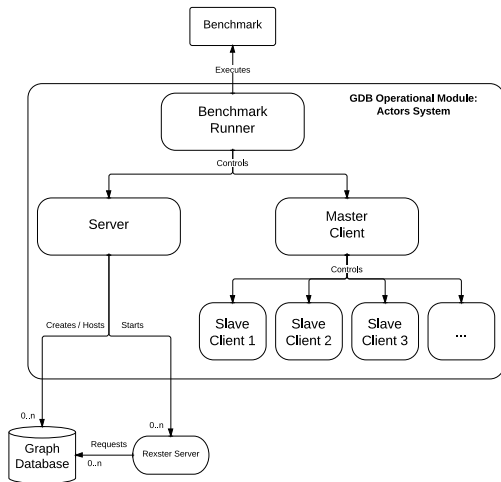 Benchmark
Executes
GDB Operational Module:
Actors System
Benchmark
Runner
Controls
Server
Master
Client
Controls
Slave
Client 1
Slave
Client 2
Slave
Client 3
...
Creates / Hosts
Starts
0..n
0..n
Graph
Database
Requests
0..n
Rexster Server